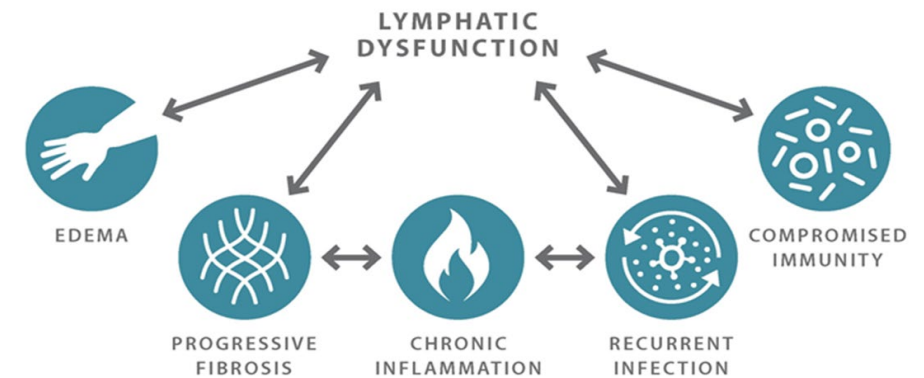 LYMPHATIC
DYSFUNCTION
EDEMA
COMPROMISED
IMMUNITY
PROGRESSIVE
FIBROSIS
CHRONIC
INFLAMMATION
RECURRENT
INFECTION